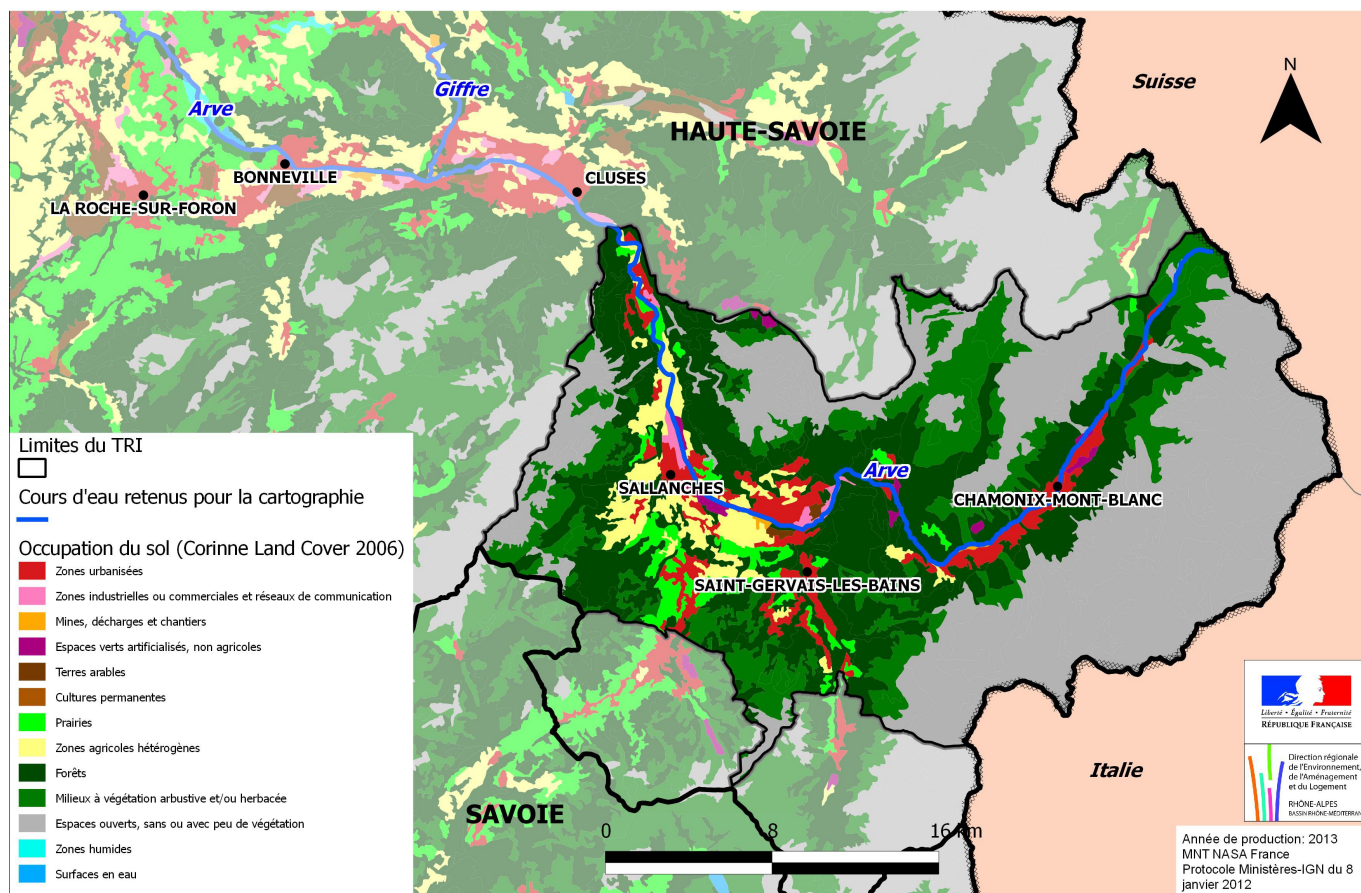 Suisse
N
Arve
Giffre
HAUTE-SAVOIE
BONNEVILLE
CLUSES
LA ROCHE-SUR-FORON
Arve
SALLANCHES
CHAMONIX-MONT-BLANC
SAINT-GERVAIS-LES-BAINS
SAVOIE
Italie
0 8 16 km
Limites du TRI
Cours d'eau retenus pour la cartographie
Occupation du sol (Corinne Land Cover 2006)
Zones urbanisées
Zones industrielles ou commerciales et réseaux de communication
Mines, décharges et chantiers
Espaces verts artificialisés, non agricoles
Terres arables
Cultures permanentes
Prairies
Zones agricoles hétérogènes
Forêts
Milieux à végétation arbustive et/ou herbacée
Espaces ouverts, sans ou avec peu de végétation
Zones humides
Surfaces en eau
Liberté • Égalité • Fraternité
RÉPUBLIQUE FRANÇAISE
Direction régionale
de l'Environnement,
de l'Aménagement
et du Logement
RHÔNE-ALPES
BASSIN RHÔNE-MÉDITERRAN
Année de production: 2013
MNT NASA France
Protocole Ministères-IGN du 8
janvier 2012